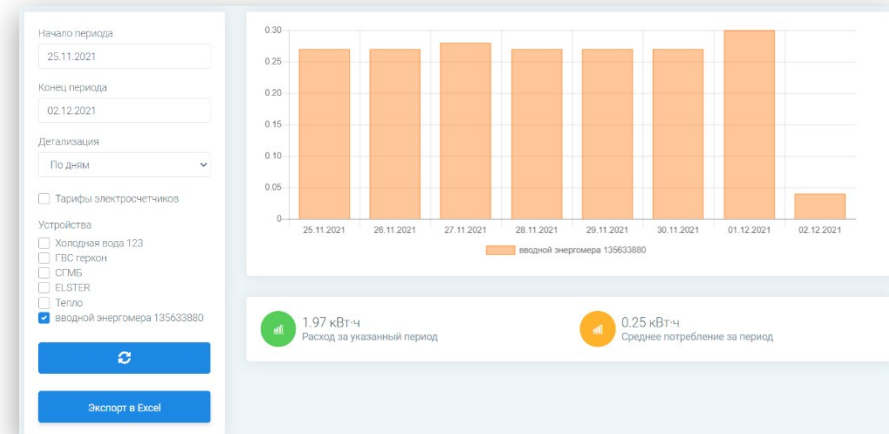 Начало периода
25.11.2021
Конец периода
02.12.2021
Детализация
По дням
Тарифы электросчетчиков
Устройства
Холодная вода 123
ГВС геркон
СГМБ
ELSTER
Тепло
вводной энергомера 135633880
Экспорт в Excel
0.30
0.25
0.20
0.15
0.10
0.05
0
25.11.2021 26.11.2021 27.11.2021 28.11.2021 29.11.2021 30.11.2021 01.12.2021 02.12.2021
вводной энергомера 135633880
1.97 кВт·ч
Расход за указанный период
0.25 кВт·ч
Среднее потребление за период